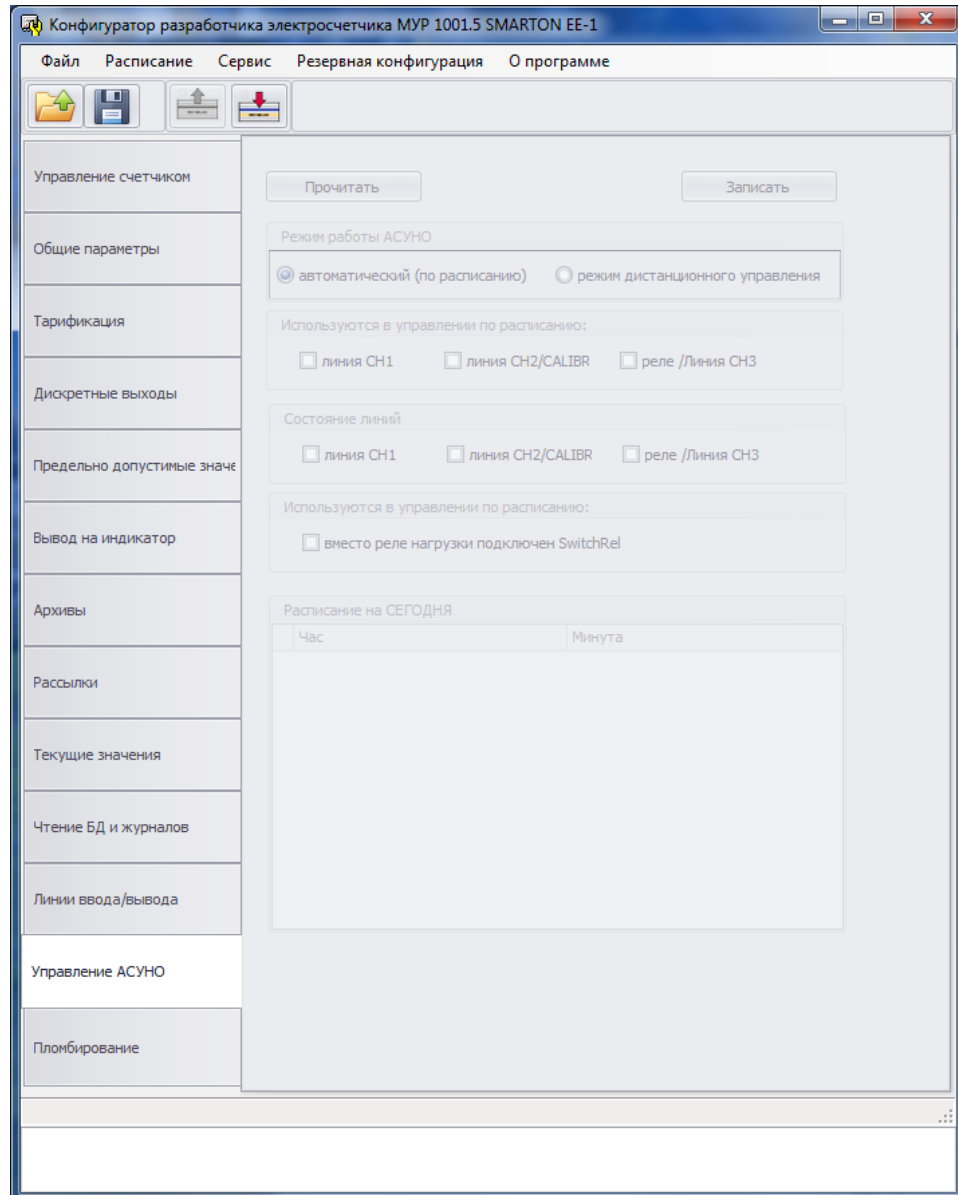 Конфигуратор разработчика электросчетчика МУР 1001.5 SMARTON EE-1
Файл Расписание Сервис Резервная конфигурация О программе
Управление счетчиком
Общие параметры
Тарификация
Дискретные выходы
Предельно допустимые значе
Вывод на индикатор
Архивы
Рассылки
Текущие значения
Чтение БД и журналов
Линии ввода/вывода
Управление АСУНО
Пломбирование
Прочитать Записать
Режим работы АСУНО
автоматический (по расписанию) режим дистанционного управления
Используются в управлении по расписанию:
линия CH1 линия CH2/CALIBR реле /Линия CH3
Состояние линий
линия CH1 линия CH2/CALIBR реле /Линия CH3
Используются в управлении по расписанию:
вместо реле нагрузки подключен SwitchRel
Расписание на СЕГОДНЯ
Час Минута